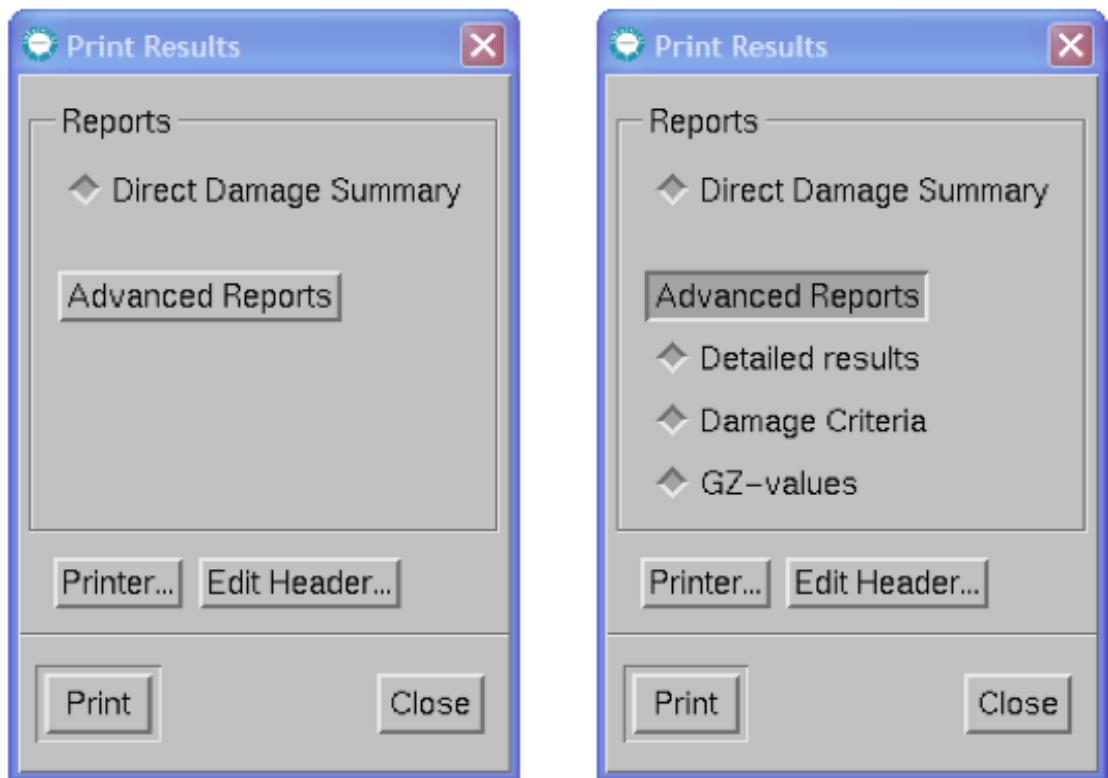 Print Results
Reports
Direct Damage Summary
Advanced Reports
Printer... Edit Header...
Print Close
Print Results
Reports
Direct Damage Summary
Advanced Reports
Detailed results
Damage Criteria
GZ-values
Printer... Edit Header...
Print Close